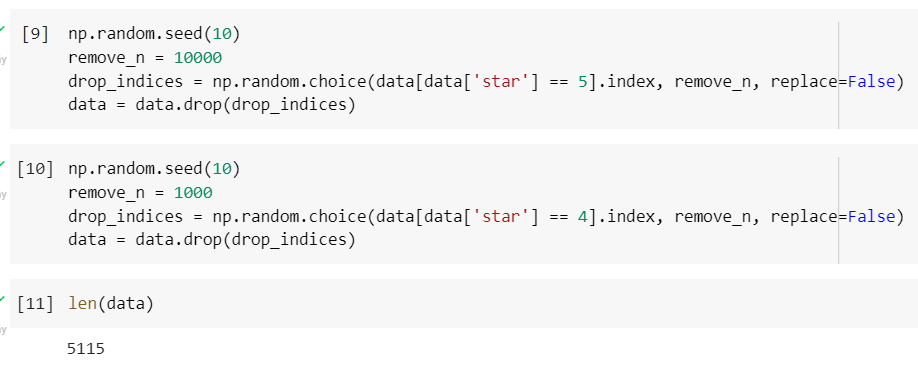 [9] np.random.seed(10)
remove_n = 10000
drop_indices = np.random.choice(data[data['star'] == 5].index, remove_n, replace=False)
data = data.drop(drop_indices)
[10] np.random.seed(10)
remove_n = 1000
drop_indices = np.random.choice(data[data['star'] == 4].index, remove_n, replace=False)
data = data.drop(drop_indices)
[11] len(data)
5115